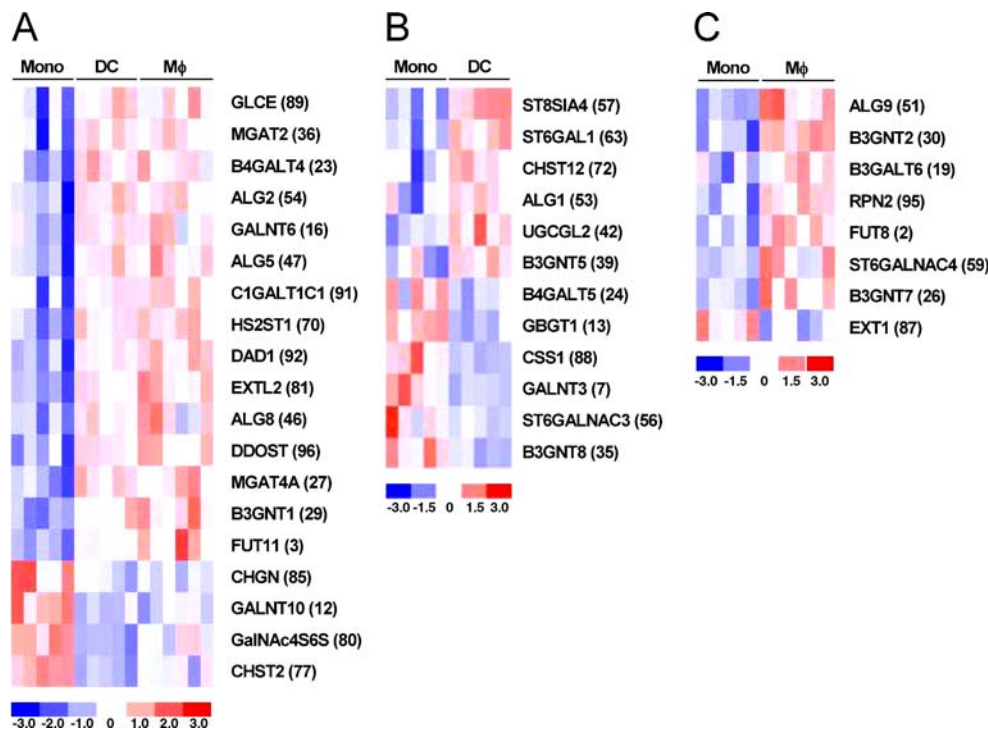 A
Mono DC Mϕ
GLCE (89)
MGAT2 (36)
B4GALT4 (23)
ALG2 (54)
GALNT6 (16)
ALG5 (47)
C1GALT1C1 (91)
HS2ST1 (70)
DAD1 (92)
EXTL2 (81)
ALG8 (46)
DDOST (96)
MGAT4A (27)
B3GNT1 (29)
FUT11 (3)
CHGN (85)
GALNT10 (12)
GalNAc4S6S (80)
CHST2 (77)
-3.0 -2.0 -1.0 0 1.0 2.0 3.0
B
Mono DC
ST8SIA4 (57)
ST6GAL1 (63)
CHST12 (72)
ALG1 (53)
UGCGL2 (42)
B3GNT5 (39)
B4GALT5 (24)
GBGT1 (13)
CSS1 (88)
GALNT3 (7)
ST6GALNAC3 (56)
B3GNT8 (35)
-3.0 -1.5 0 1.5 3.0
C
Mono Mϕ
ALG9 (51)
B3GNT2 (30)
B3GALT6 (19)
RPN2 (95)
FUT8 (2)
ST6GALNAC4 (59)
B3GNT7 (26)
EXT1 (87)
-3.0 -1.5 0 1.5 3.0